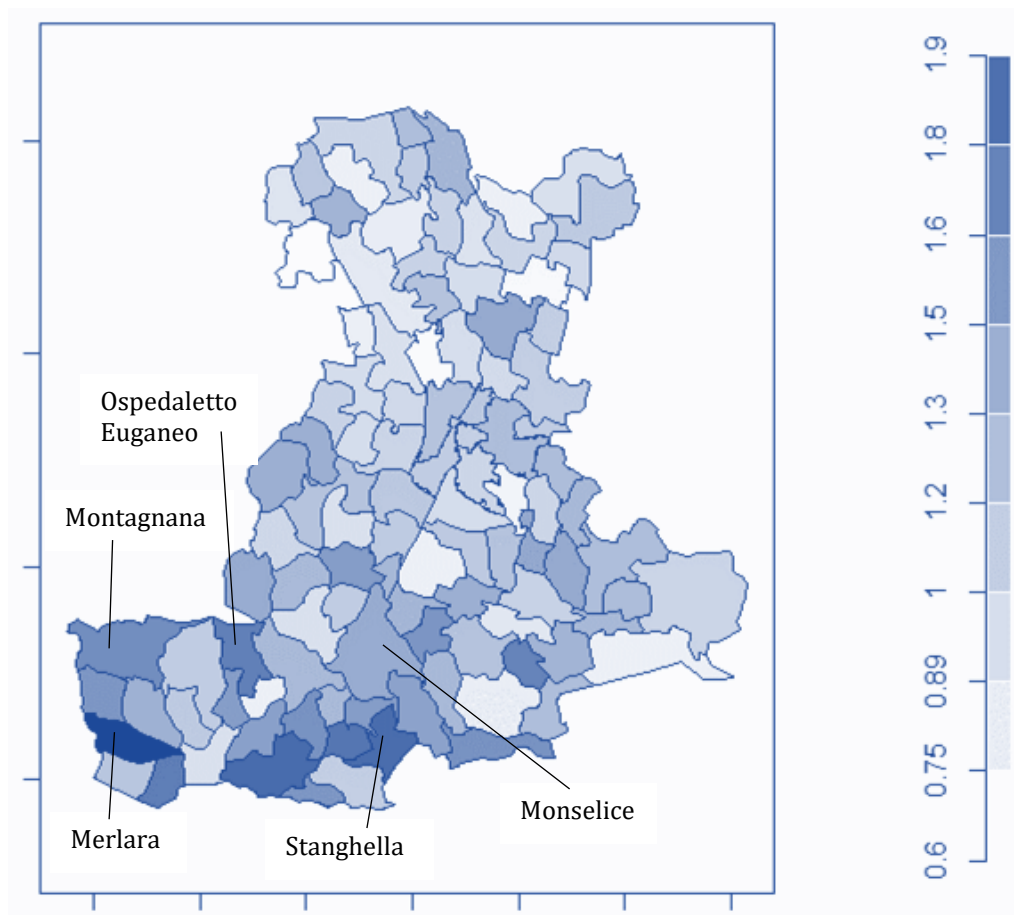 Ospedaletto
Euganeo
Montagnana
Merlara
Stanghella
Monselice
1.9
1.8
1.6
1.5
1.3
1.2
1
0.89
0.75
0.6